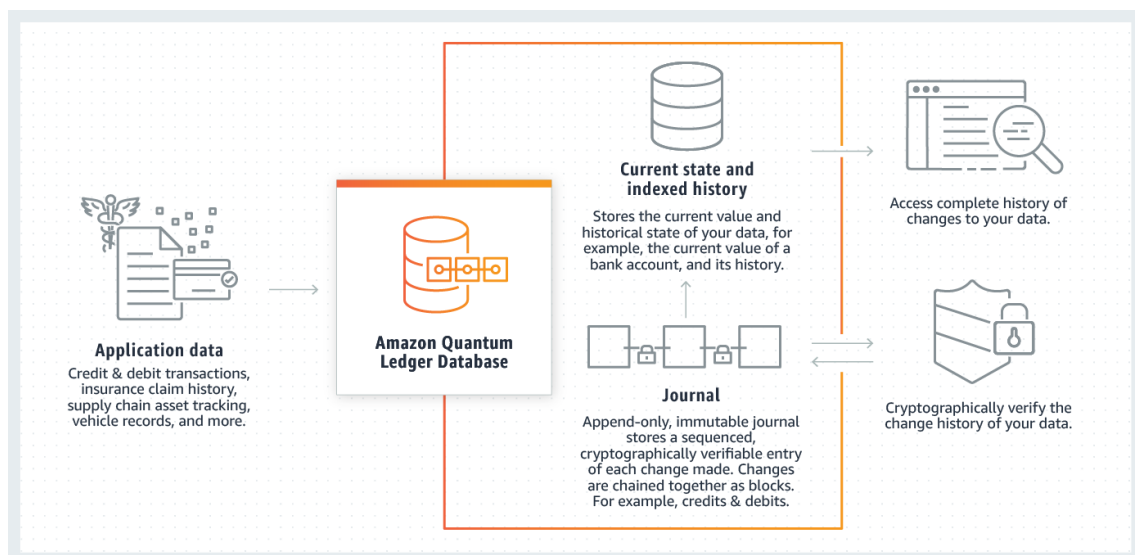 Application data
Credit & debit transactions,
insurance claim history,
supply chain asset tracking,
vehicle records, and more.
Amazon Quantum
Ledger Database
Current state and
indexed history
Stores the current value and
historical state of your data, for
example, the current value of a
bank account, and its history.
Journal
Append-only, immutable journal
stores a sequenced,
cryptographically verifiable entry
of each change made. Changes
are chained together as blocks.
For example, credits & debits.
Access complete history of
changes to your data.
Cryptographically verify the
change history of your data.